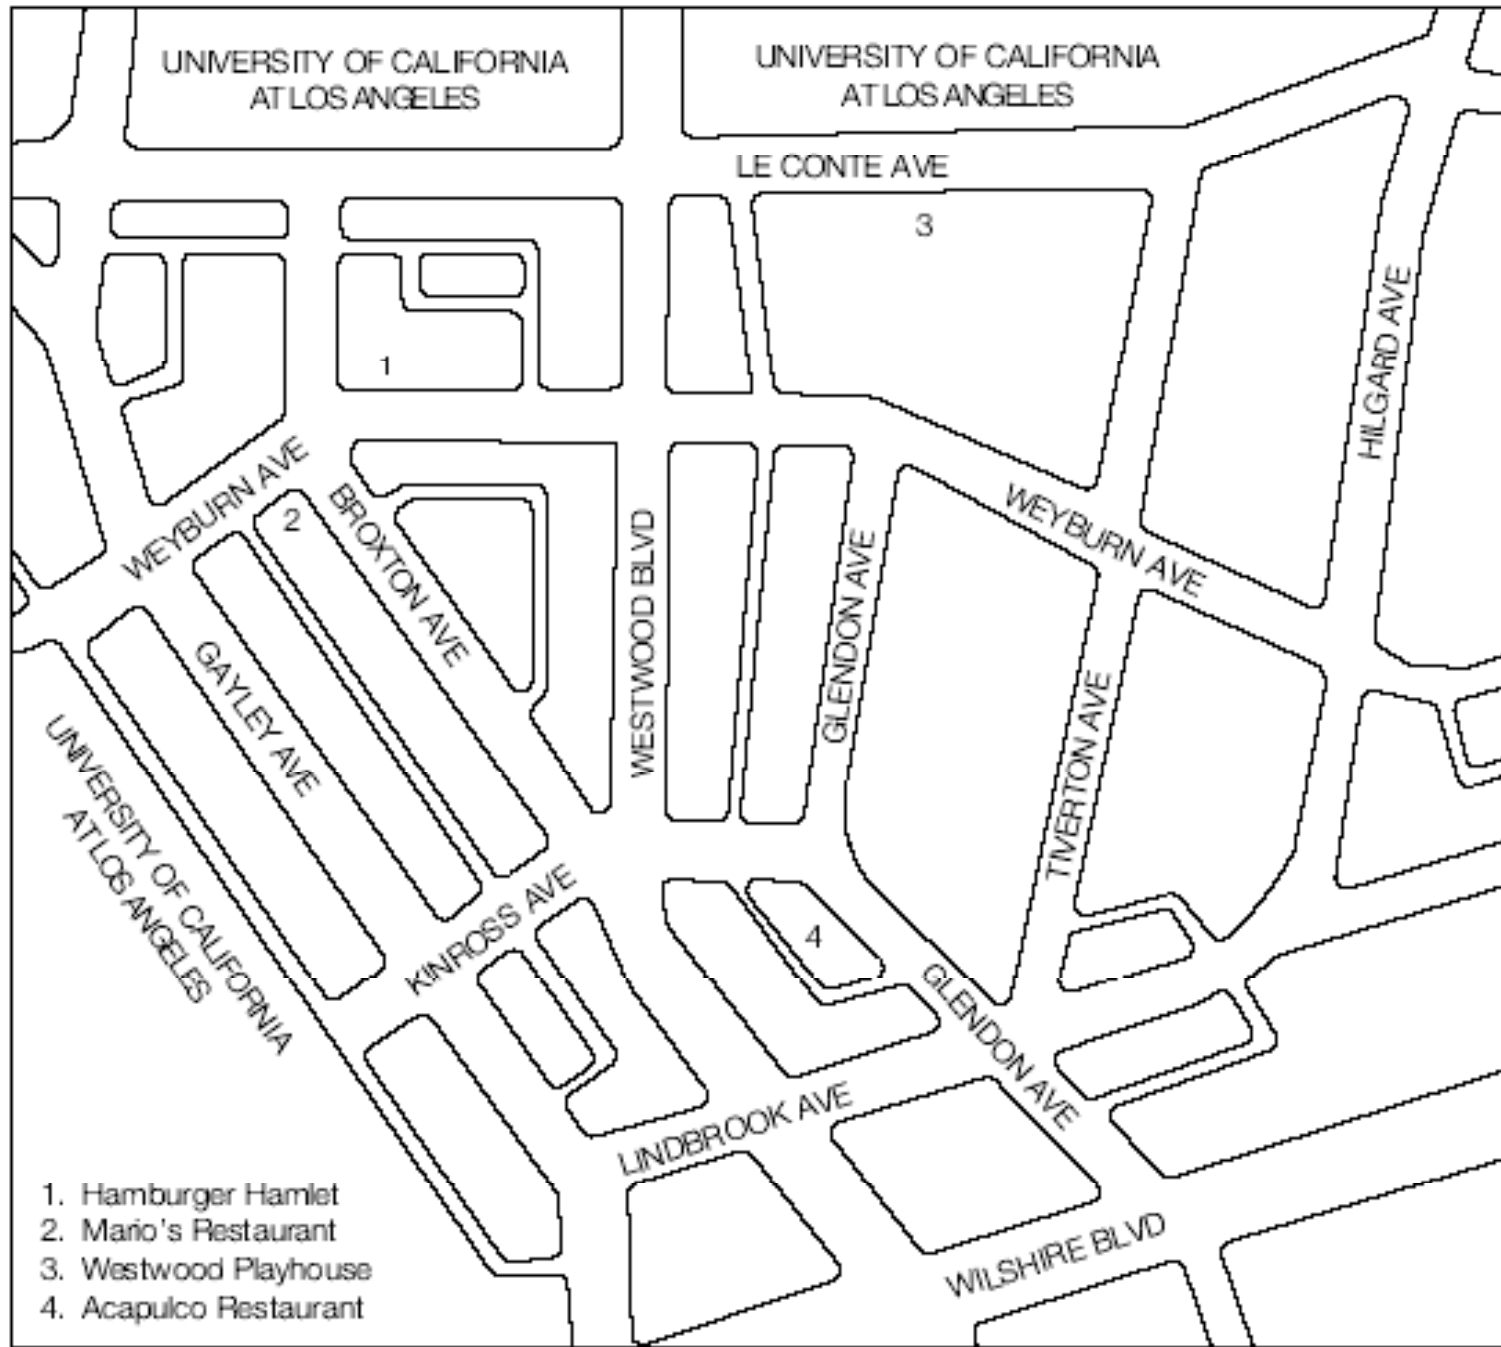 UNIVERSITY OF CALIFORNIA
AT LOS ANGELES
UNIVERSITY OF CALIFORNIA
AT LOS ANGELES
LE CONTE AVE
3
HILGARD AVE
1
WEYBURN AVE
2
BROXTON AVE
WESTWOOD BLVD
GLENDON AVE
WEYBURN AVE
GAYLEY AVE
TIVERTON AVE
UNIVERSITY OF CALIFORNIA
AT LOS ANGELES
KINROSS AVE
4
GLENDON AVE
LINDBROOK AVE
WILSHIRE BLVD
1. Hamburger Hamlet
2. Mario's Restaurant
3. Westwood Playhouse
4. Acapulco Restaurant